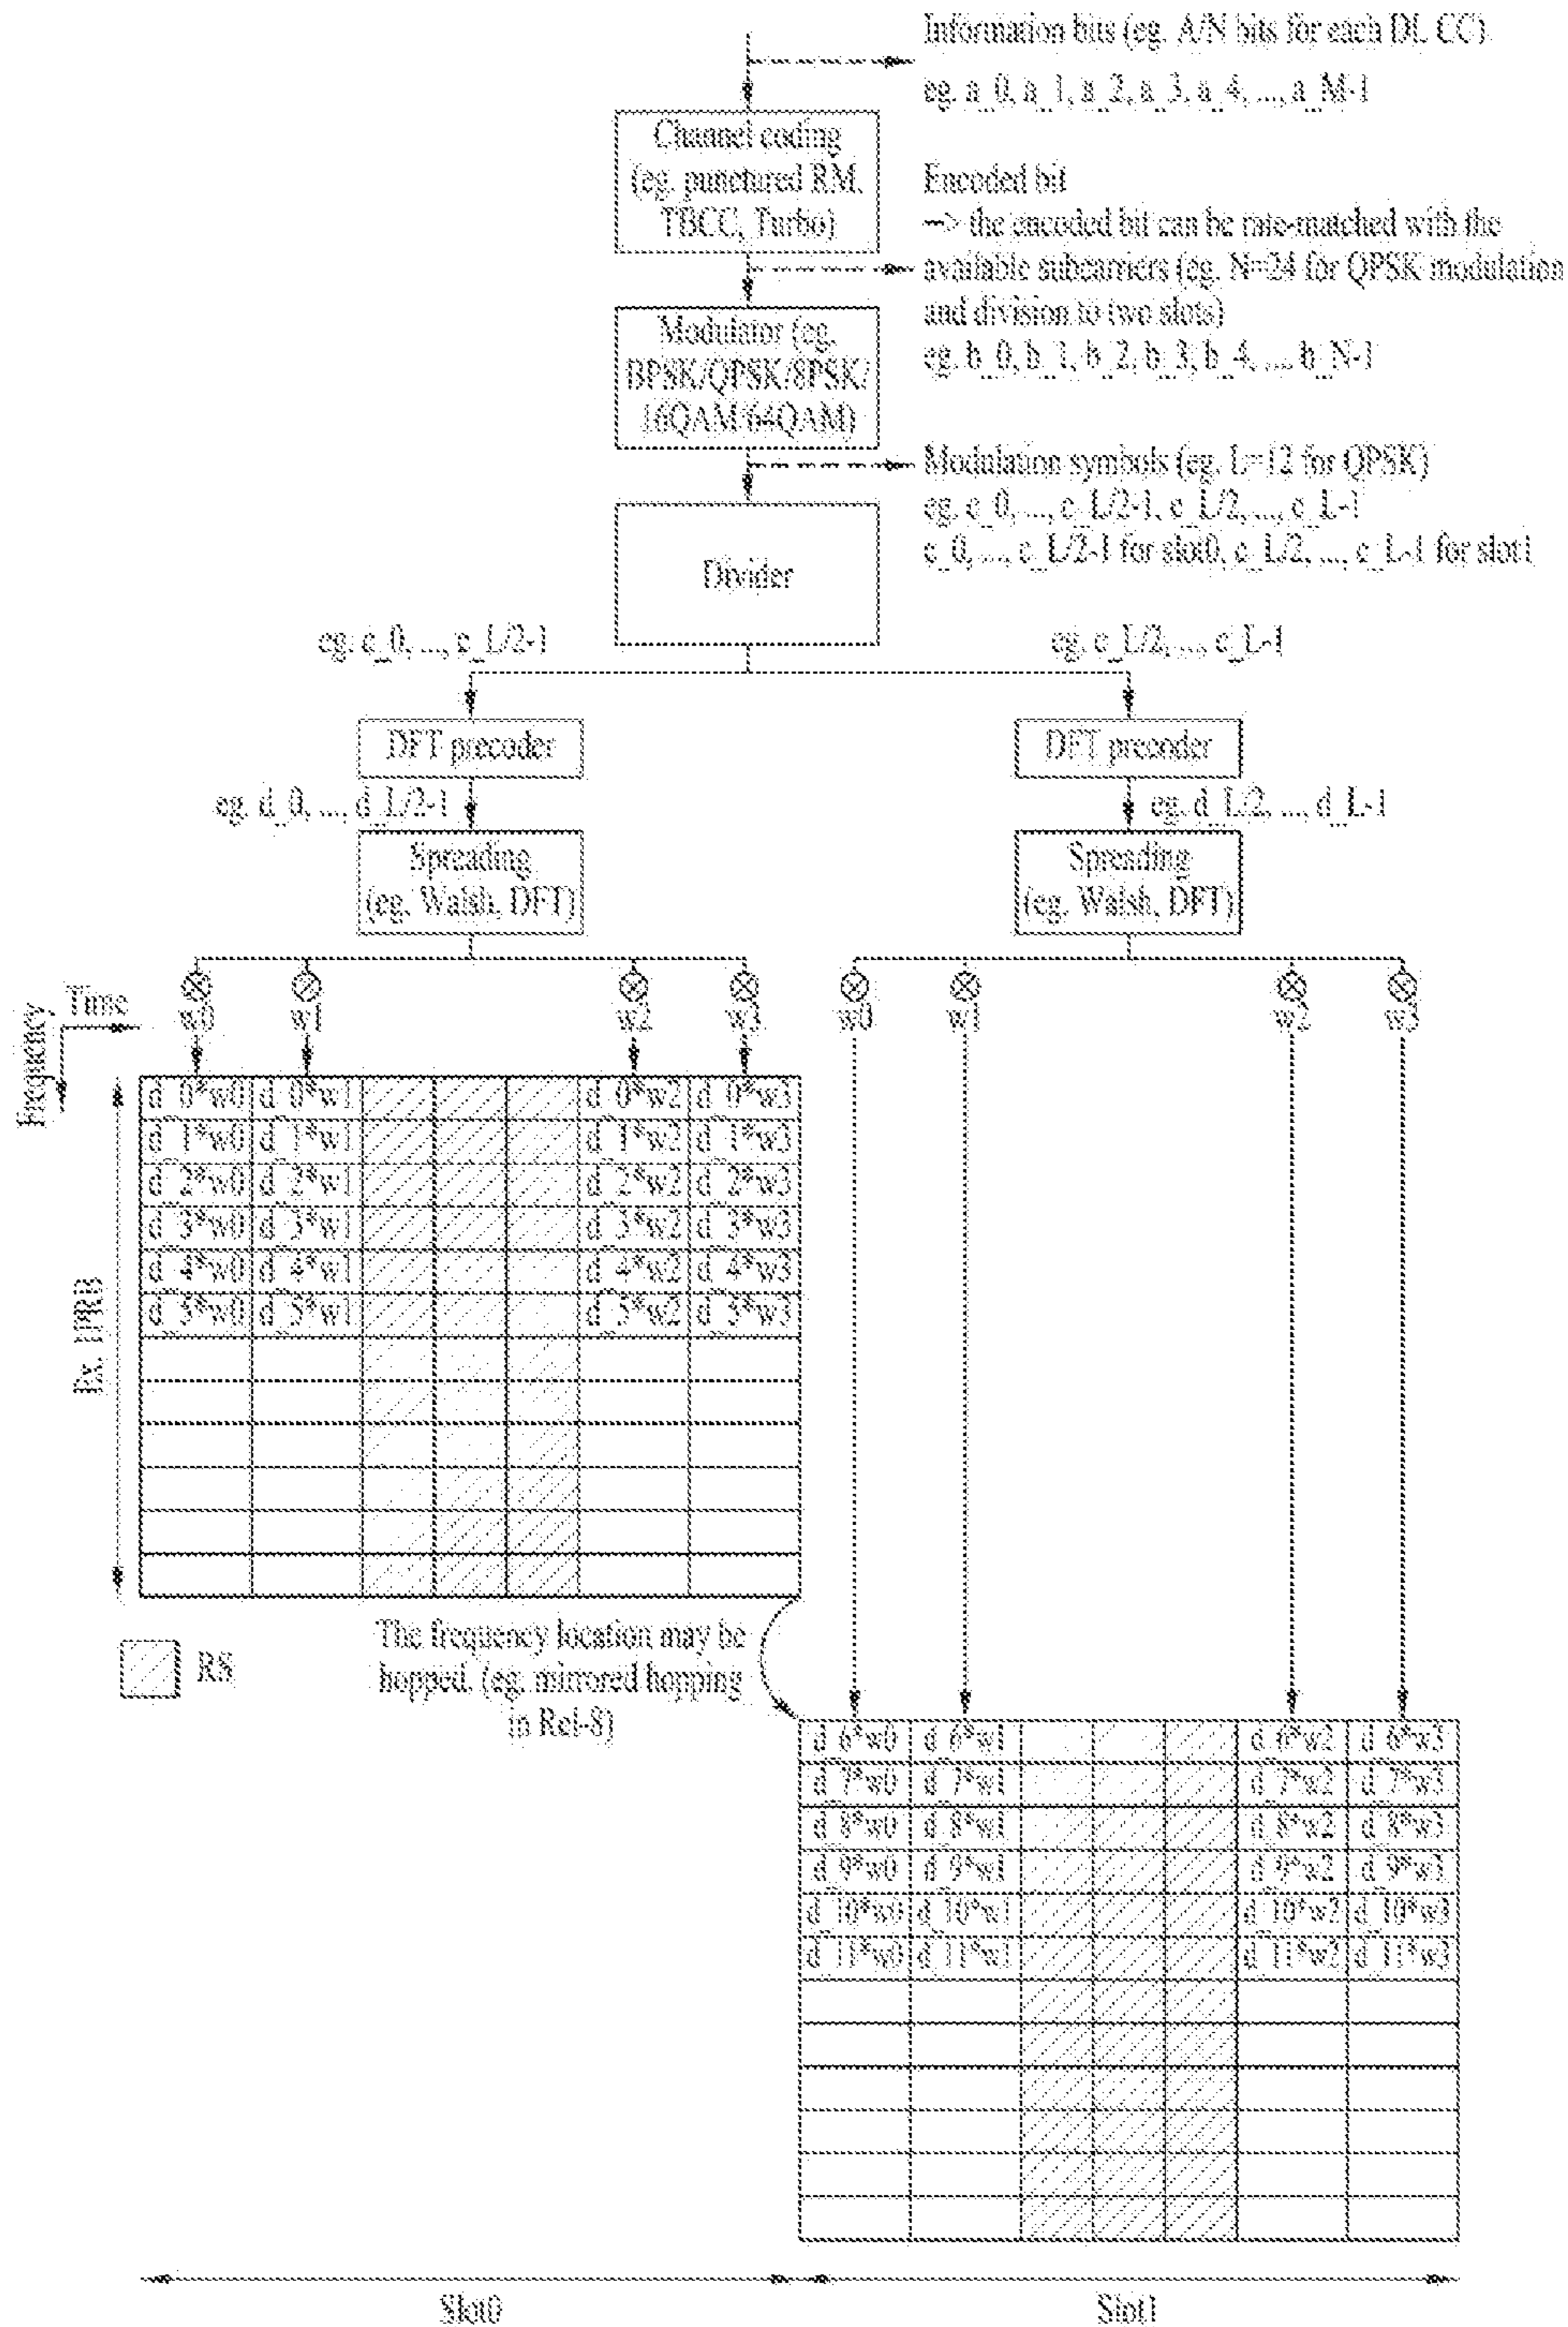 Information bits (eg. A/N bits for each DL CC)
eg. a_0, a_1, a_2, a_3, a_4, ..., a_M-1
Channel coding
(eg. punctured RM,
TBCC, Turbo)
Encoded bit
--> the encoded bit can be rate-matched with the
available subcarriers (eg. N=24 for QPSK modulation
and division to two slots)
eg. b_0, b_1, b_2, b_3, b_4, ..., b_N-1
Modulator (eg.
BPSK/QPSK/8PSK/
16QAM/64QAM)
Modulation symbols (eg. L=12 for QPSK)
eg. c_0, ..., c_L/2-1, c_L/2, ..., c_L-1
c_0, ..., c_L/2-1 for slot0, c_L/2, ..., c_L-1 for slot1
Divider
eg. c_0, ..., c_L/2-1
eg. c_L/2, ..., c_L-1
DFT precoder
DFT precoder
eg. d_0, ..., d_L/2-1
eg. d_L/2, ..., d_L-1
Spreading
(eg. Walsh, DFT)
Spreading
(eg. Walsh, DFT)
Time
Frequency
w0 w1 w2 w3
w0 w1 w2 w3
d_0*w0 d_0*w1 d_0*w2 d_0*w3
d_1*w0 d_1*w1 d_1*w2 d_1*w3
d_2*w0 d_2*w1 d_2*w2 d_2*w3
d_3*w0 d_3*w1 d_3*w2 d_3*w3
d_4*w0 d_4*w1 d_4*w2 d_4*w3
d_5*w0 d_5*w1 d_5*w2 d_5*w3
Ex. 1PRB
RS
The frequency location may be
hopped. (eg. mirrored hopping
in Rel-8)
d_6*w0 d_6*w1 d_6*w2 d_6*w3
d_7*w0 d_7*w1 d_7*w2 d_7*w3
d_8*w0 d_8*w1 d_8*w2 d_8*w3
d_9*w0 d_9*w1 d_9*w2 d_9*w3
d_10*w0 d_10*w1 d_10*w2 d_10*w3
d_11*w0 d_11*w1 d_11*w2 d_11*w3
Slot0
Slot1